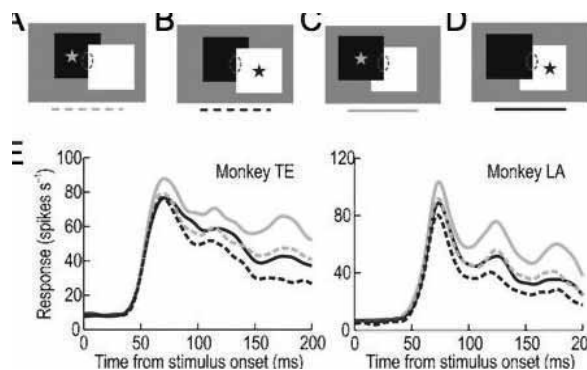 A B C D
E
Monkey TE
Monkey LA
Response (spikes s⁻¹)
100
80
60
40
20
0
120
80
40
0
0 50 100 150 200
0 50 100 150 200
Time from stimulus onset (ms)
Time from stimulus onset (ms)